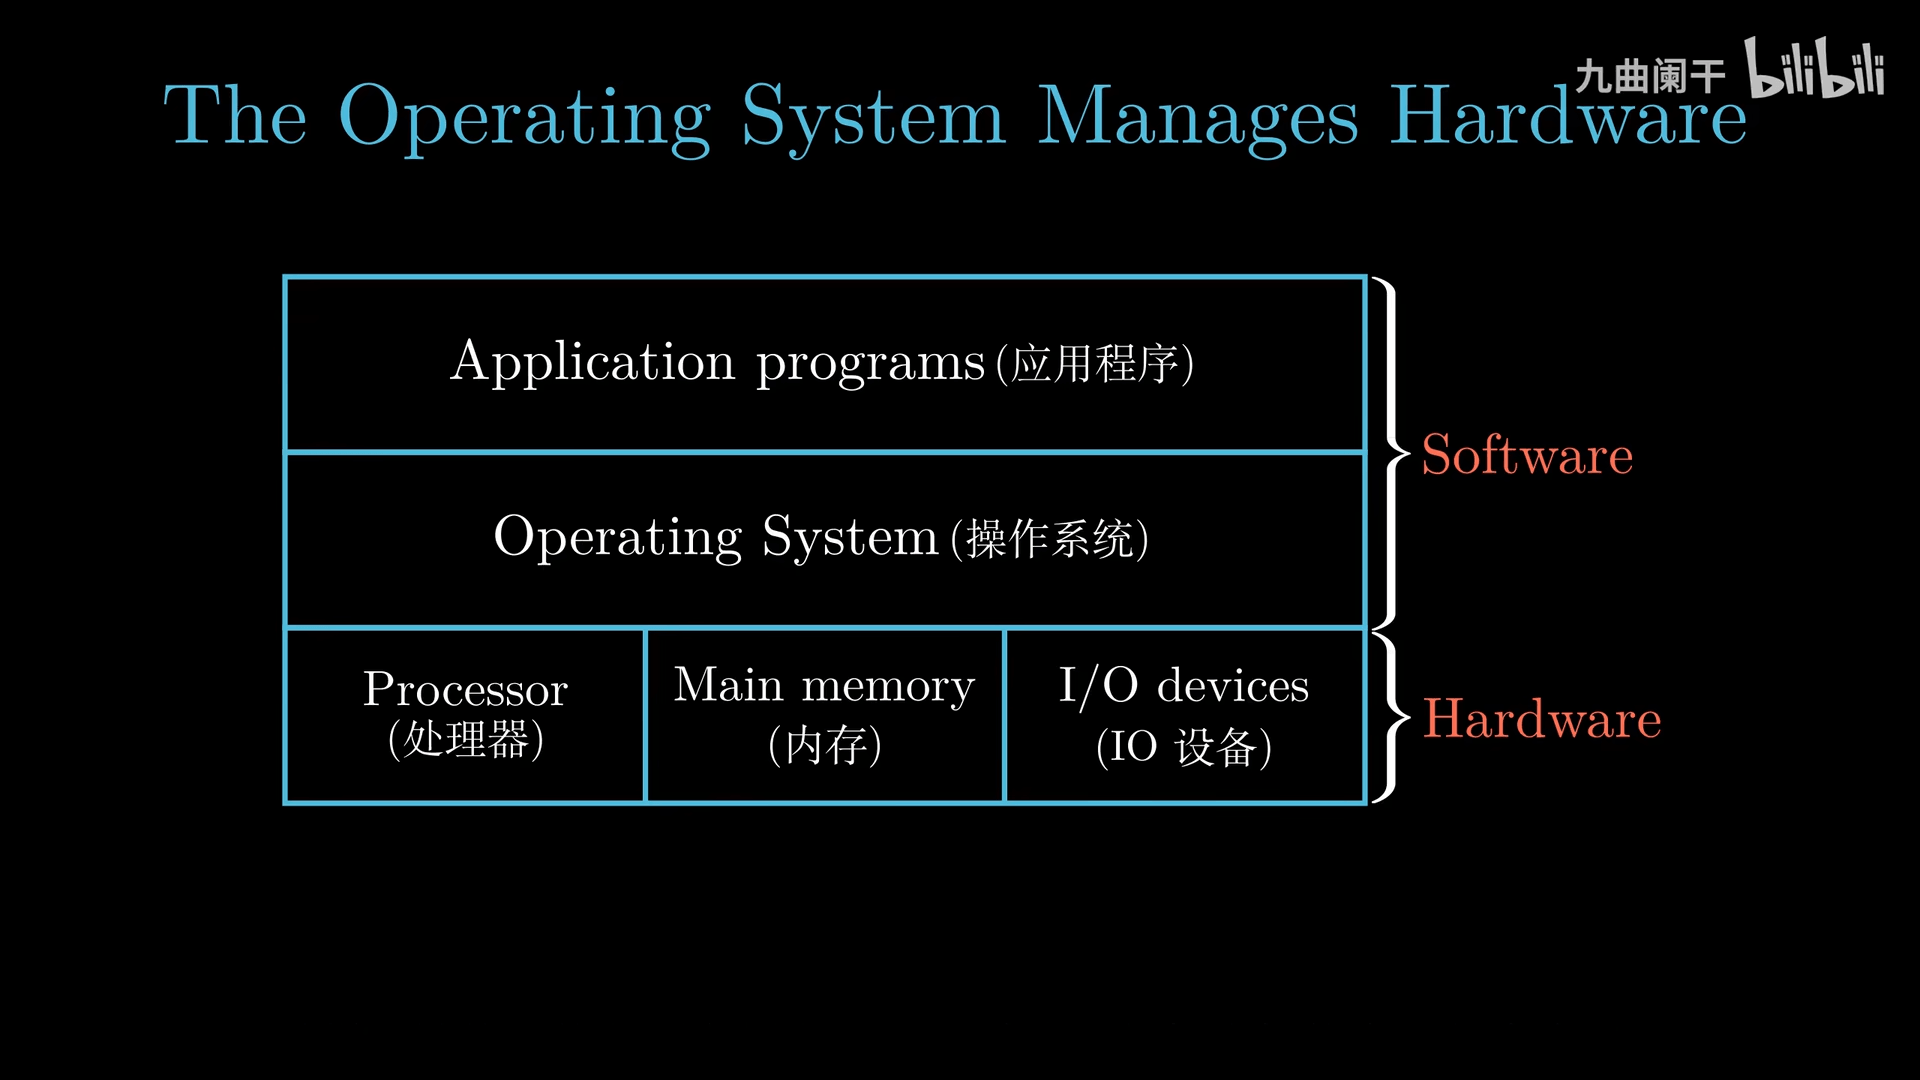 九曲阑干 bilibili
The Operating System Manages Hardware
Application programs (应用程序)
Software
Operating System (操作系统)
Processor
(处理器)
Main memory
(内存)
I/O devices
(IO 设备)
Hardware